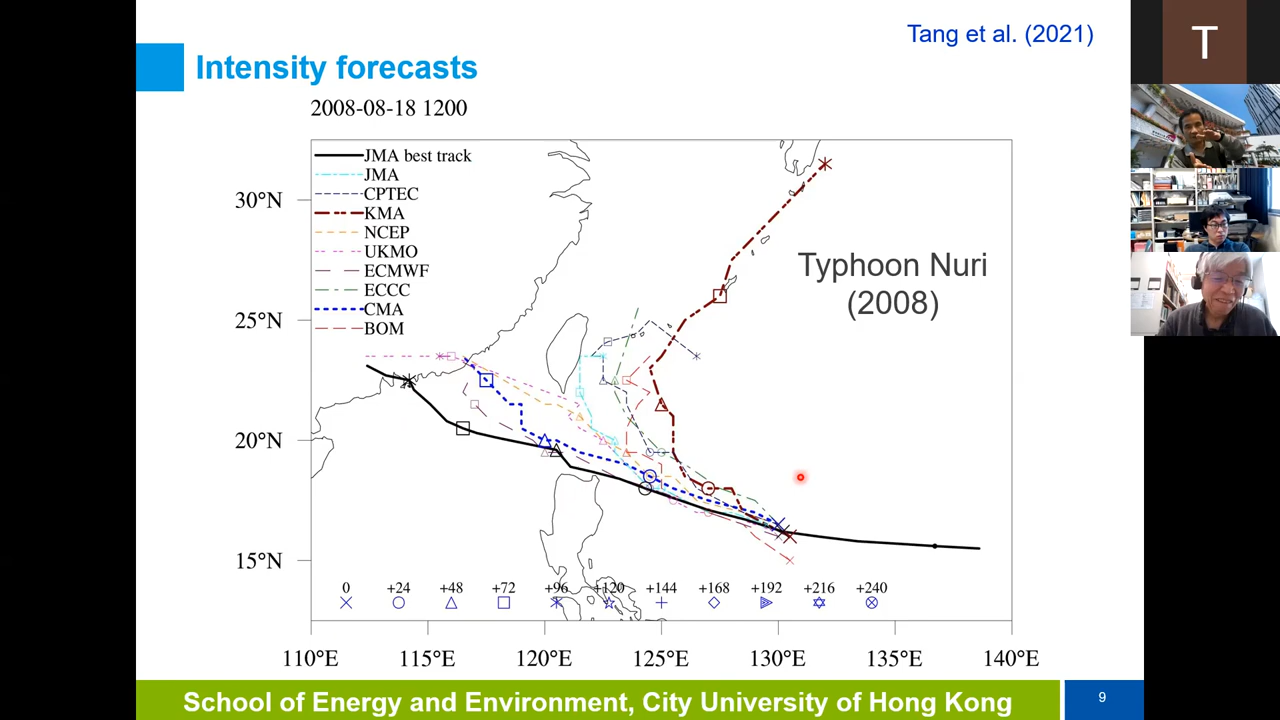 Tang et al. (2021)
T
Intensity forecasts
2008-08-18 1200
JMA best track
JMA
CPTEC
KMA
NCEP
UKMO
ECMWF
ECCC
CMA
BOM
Typhoon Nuri
(2008)
30°N
25°N
20°N
15°N
0 +24 +48 +72 +96 +120 +144 +168 +192 +216 +240
110°E 115°E 120°E 125°E 130°E 135°E 140°E
School of Energy and Environment, City University of Hong Kong
9